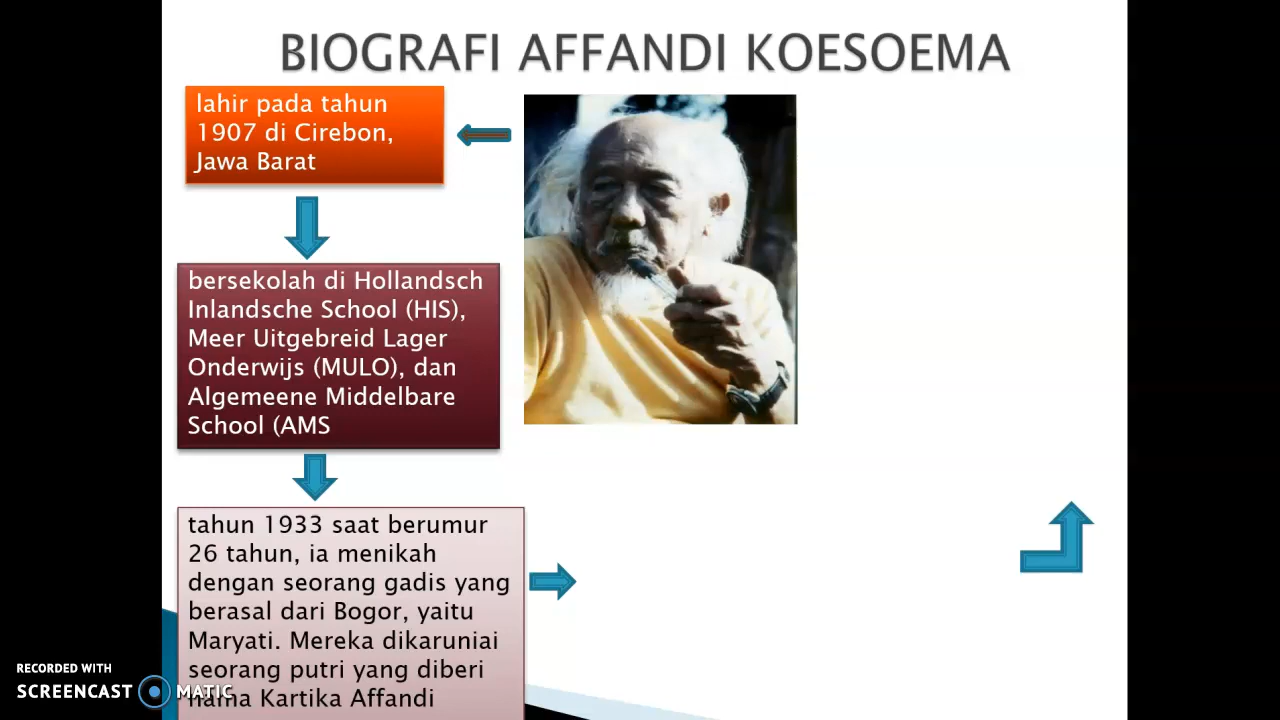 BIOGRAFI AFFANDI KOESOEMA
lahir pada tahun
1907 di Cirebon,
Jawa Barat
bersekolah di Hollandsch
Inlandsche School (HIS),
Meer Uitgebreid Lager
Onderwijs (MULO), dan
Algemeene Middelbare
School (AMS
tahun 1933 saat berumur
26 tahun, ia menikah
dengan seorang gadis yang
berasal dari Bogor, yaitu
Maryati. Mereka dikaruniai
seorang putri yang diberi
nama Kartika Affandi
RECORDED WITH
SCREENCAST MATIC